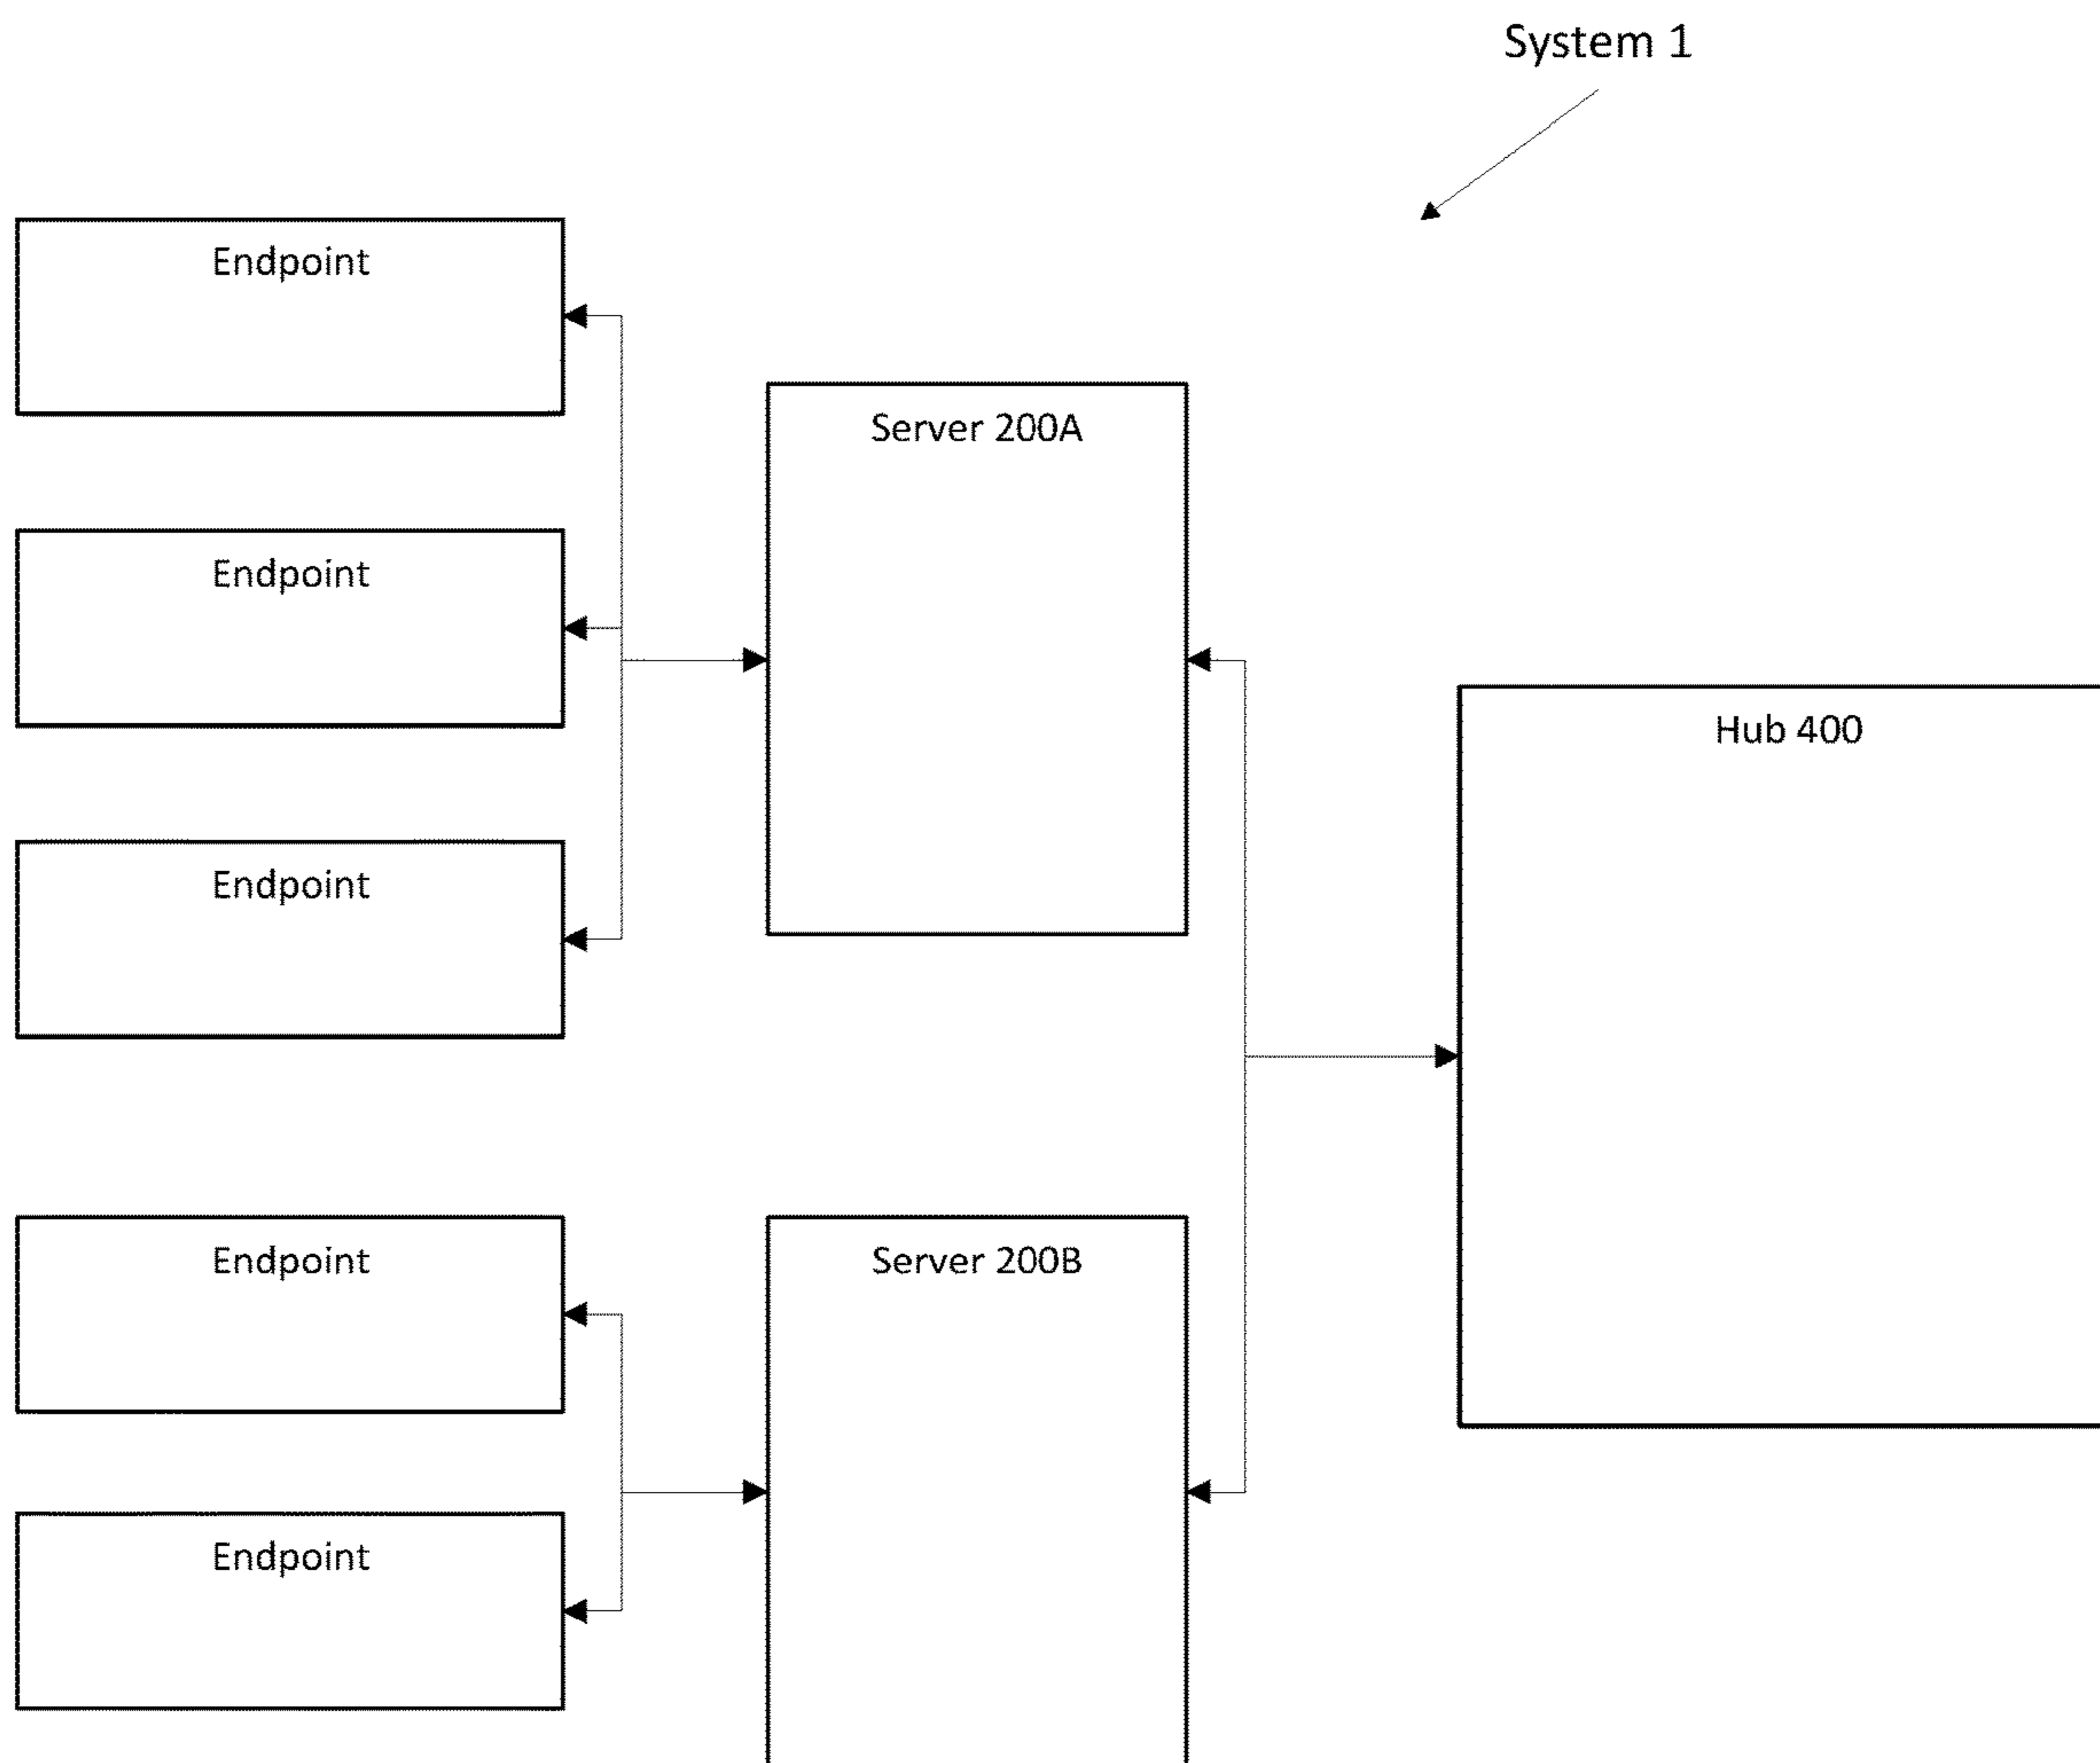 System 1
Endpoint
Server 200A
Endpoint
Hub 400
Endpoint
Endpoint
Server 200B
Endpoint